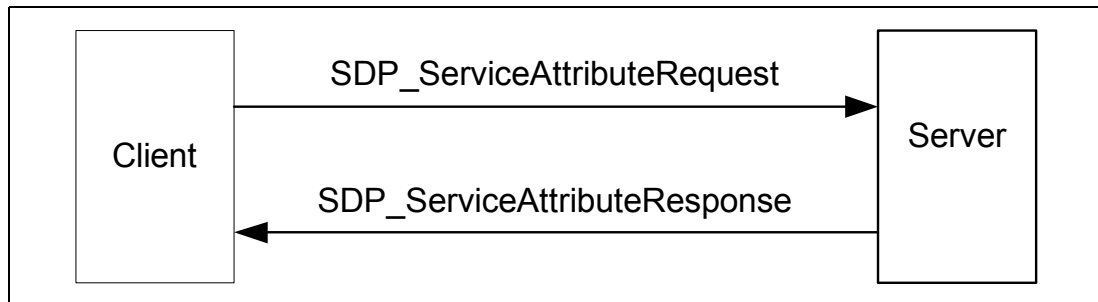 SDP_ServiceAttributeRequest
Client
Server
SDP_ServiceAttributeResponse